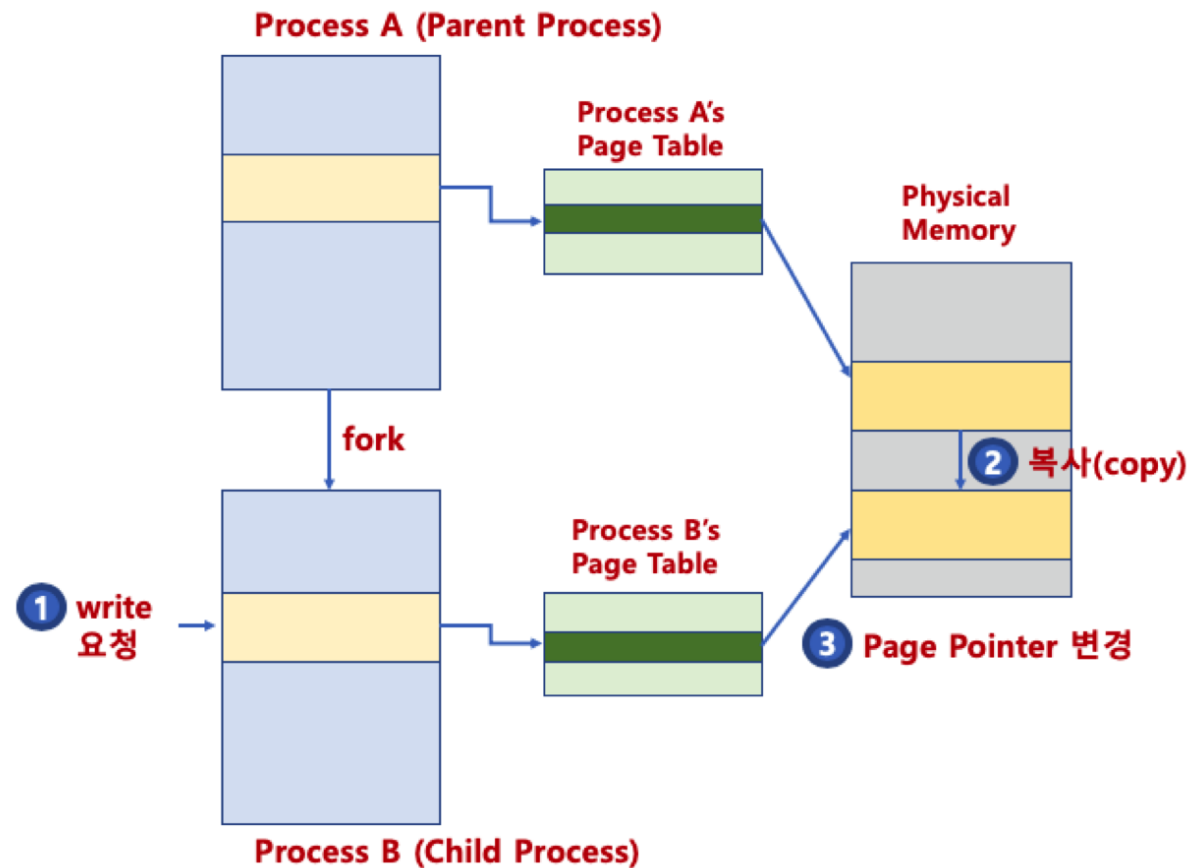 Process A (Parent Process)
Process A's
Page Table
Physical
Memory
fork
2 복사(copy)
Process B's
Page Table
1 write
요청
3 Page Pointer 변경
Process B (Child Process)